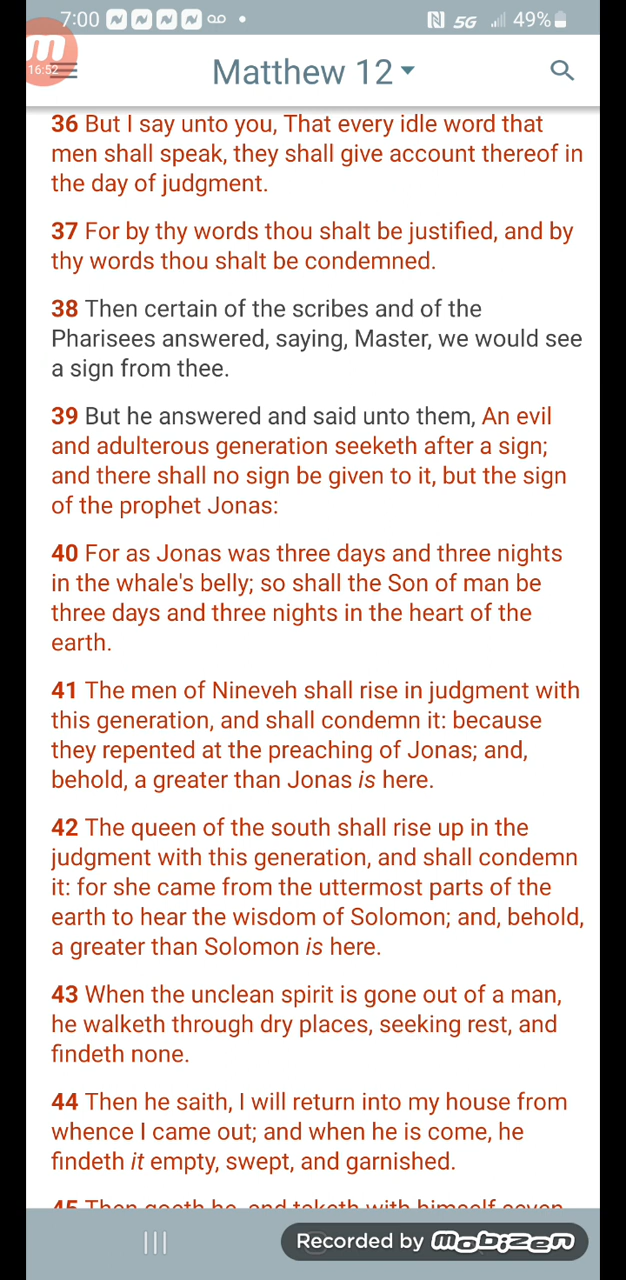 7:00 5G 49%
16:52
Matthew 12
36 But I say unto you, That every idle word that
men shall speak, they shall give account thereof in
the day of judgment.
37 For by thy words thou shalt be justified, and by
thy words thou shalt be condemned.
38 Then certain of the scribes and of the
Pharisees answered, saying, Master, we would see
a sign from thee.
39 But he answered and said unto them, An evil
and adulterous generation seeketh after a sign;
and there shall no sign be given to it, but the sign
of the prophet Jonas:
40 For as Jonas was three days and three nights
in the whale's belly; so shall the Son of man be
three days and three nights in the heart of the
earth.
41 The men of Nineveh shall rise in judgment with
this generation, and shall condemn it: because
they repented at the preaching of Jonas; and,
behold, a greater than Jonas is here.
42 The queen of the south shall rise up in the
judgment with this generation, and shall condemn
it: for she came from the uttermost parts of the
earth to hear the wisdom of Solomon; and, behold,
a greater than Solomon is here.
43 When the unclean spirit is gone out of a man,
he walketh through dry places, seeking rest, and
findeth none.
44 Then he saith, I will return into my house from
whence I came out; and when he is come, he
findeth it empty, swept, and garnished.
45 Then goeth he, and taketh with himself seven
Recorded by Mobizen